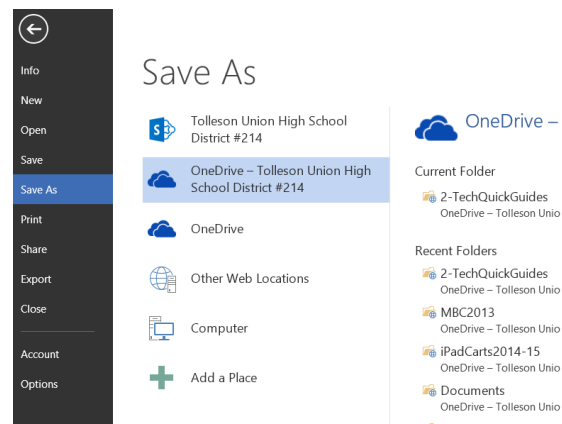 Info
New
Open
Save
Save As
Print
Share
Export
Close
Account
Options
Save As
Tolleson Union High School
District #214
OneDrive – Tolleson Union High
School District #214
OneDrive
Other Web Locations
Computer
Add a Place
OneDrive –
Current Folder
2-TechQuickGuides
OneDrive – Tolleson Unio
Recent Folders
2-TechQuickGuides
OneDrive – Tolleson Unio
MBC2013
OneDrive – Tolleson Unio
iPadCarts2014-15
OneDrive – Tolleson Unio
Documents
OneDrive – Tolleson Unio